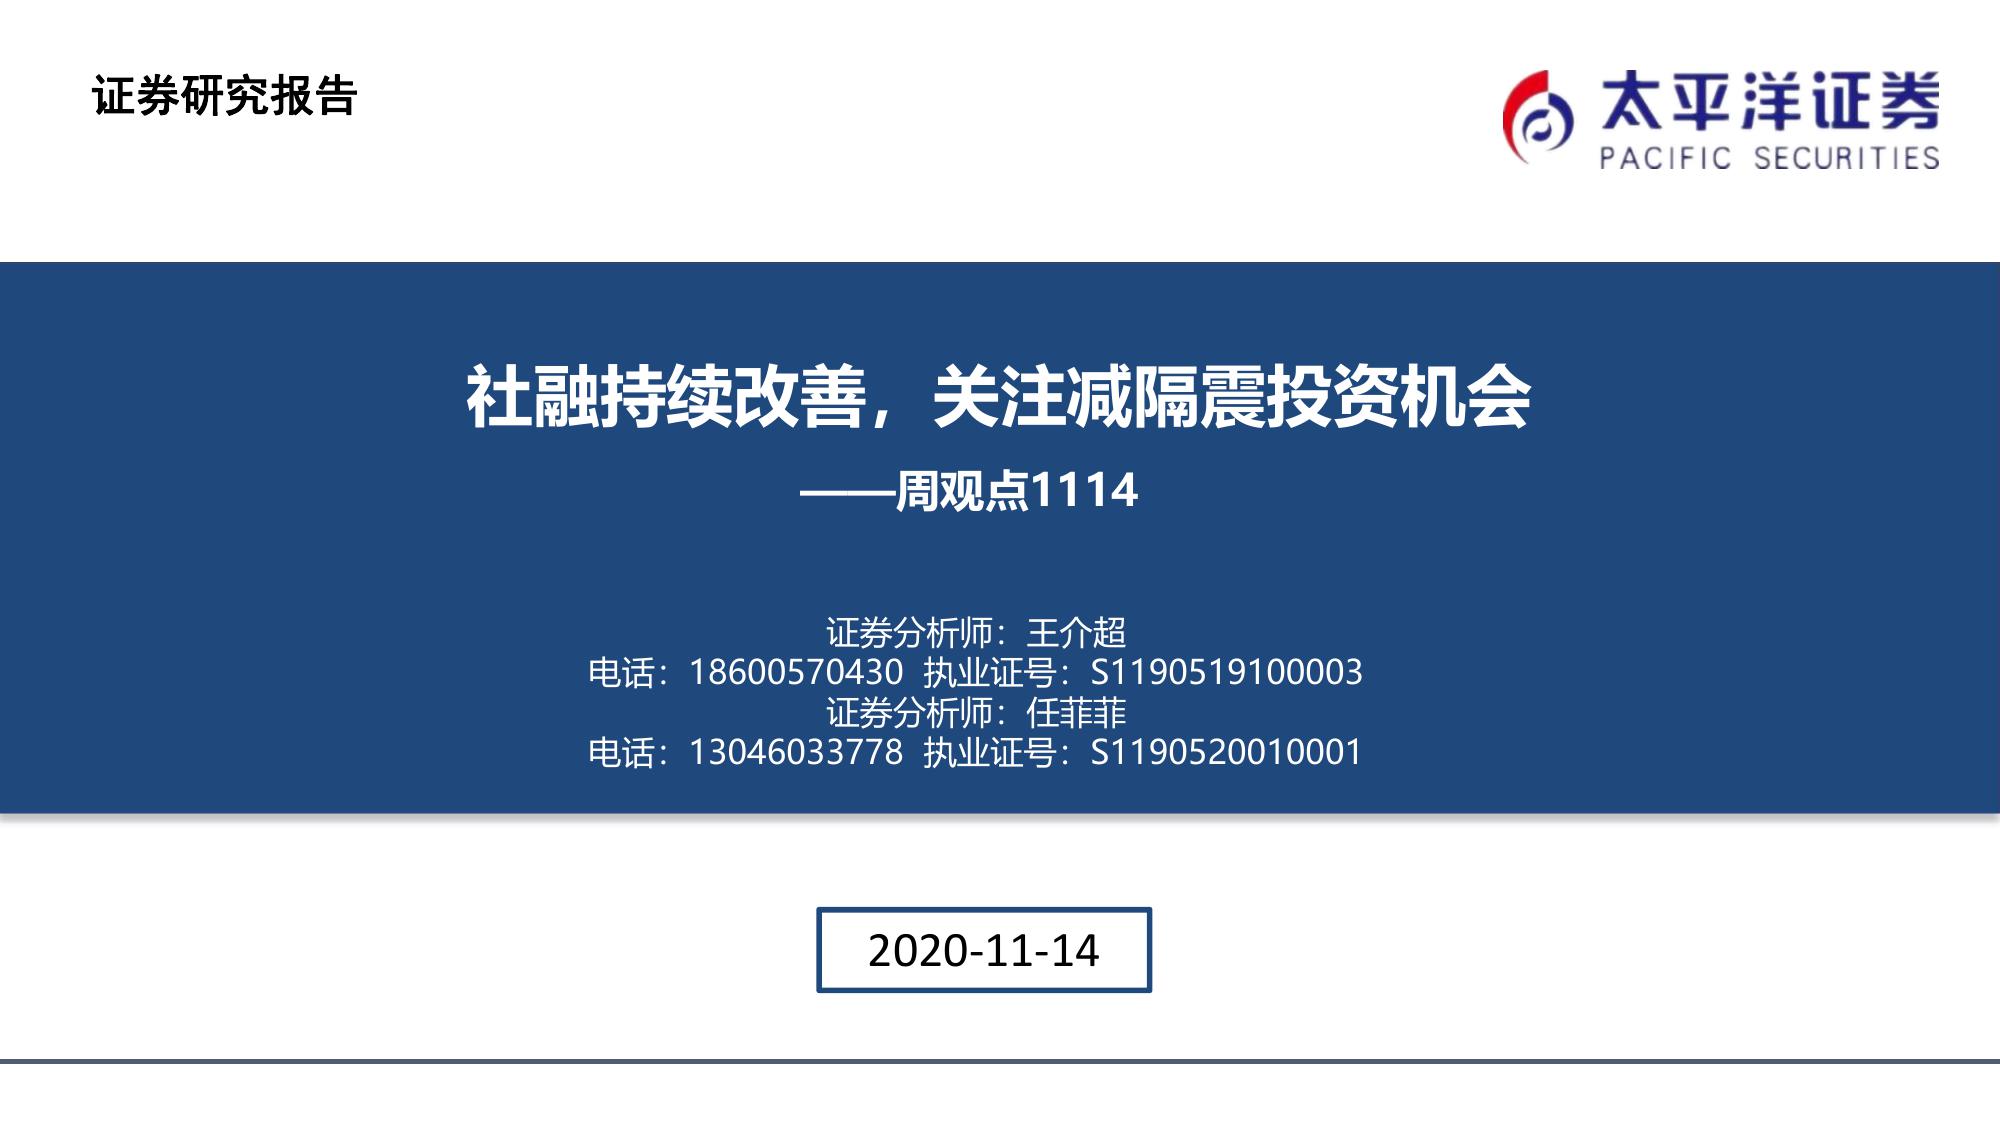 证券研究报告
太平洋证券
PACIFIC SECURITIES
社融持续改善，关注减隔震投资机会
——周观点1114
证券分析师：王介超
电话：18600570430 执业证号：S1190519100003
证券分析师：任菲菲
电话：13046033778 执业证号：S1190520010001
2020-11-14